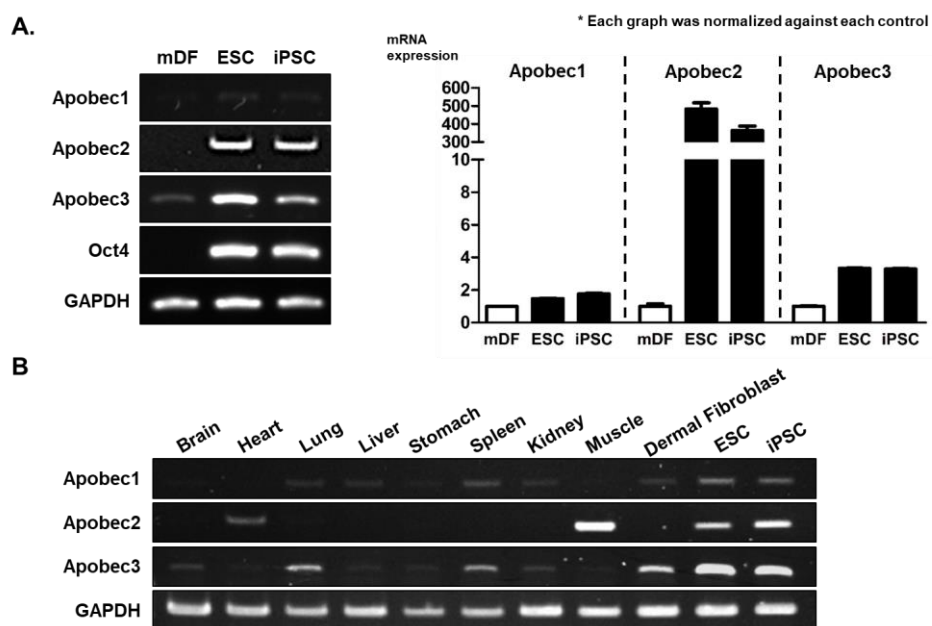 A.
mDF ESC iPSC
Apobec1
Apobec2
Apobec3
Oct4
GAPDH
* Each graph was normalized against each control
mRNA
expression
Apobec1 Apobec2 Apobec3
600
500
400
300
10
8
6
4
2
0
mDF ESC iPSC mDF ESC iPSC mDF ESC iPSC
B
Brain Heart Lung Liver Stomach Spleen Kidney Muscle Dermal Fibroblast ESC iPSC
Apobec1
Apobec2
Apobec3
GAPDH